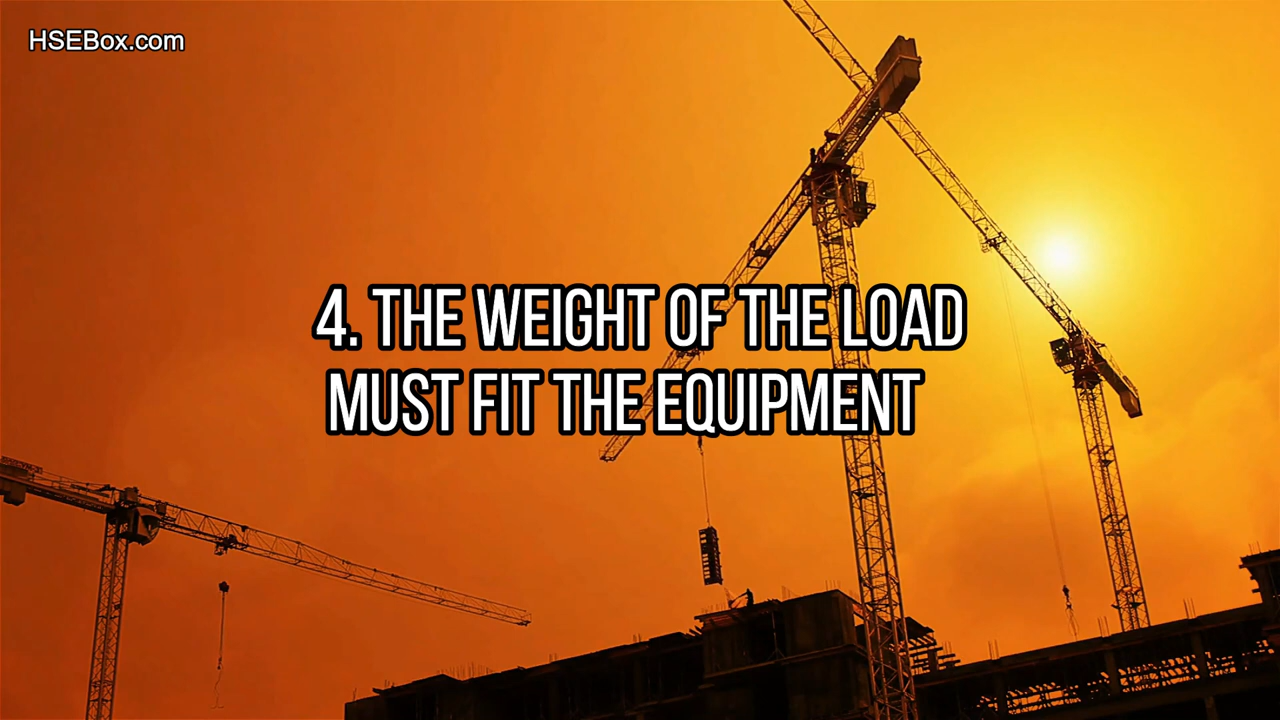 HSEBox.com
4. THE WEIGHT OF THE LOAD
MUST FIT THE EQUIPMENT